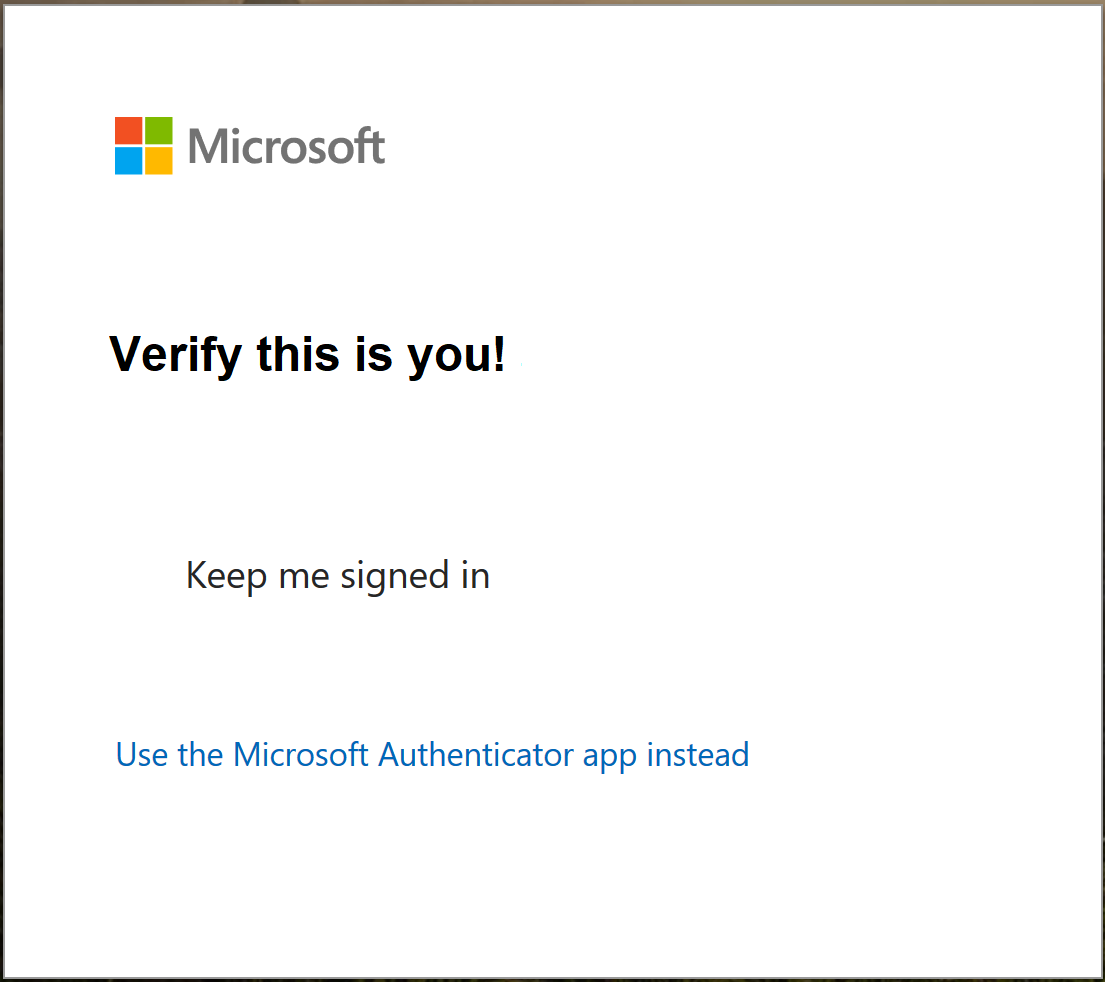 Microsoft
Verify this is you!
Keep me signed in
Use the Microsoft Authenticator app instead